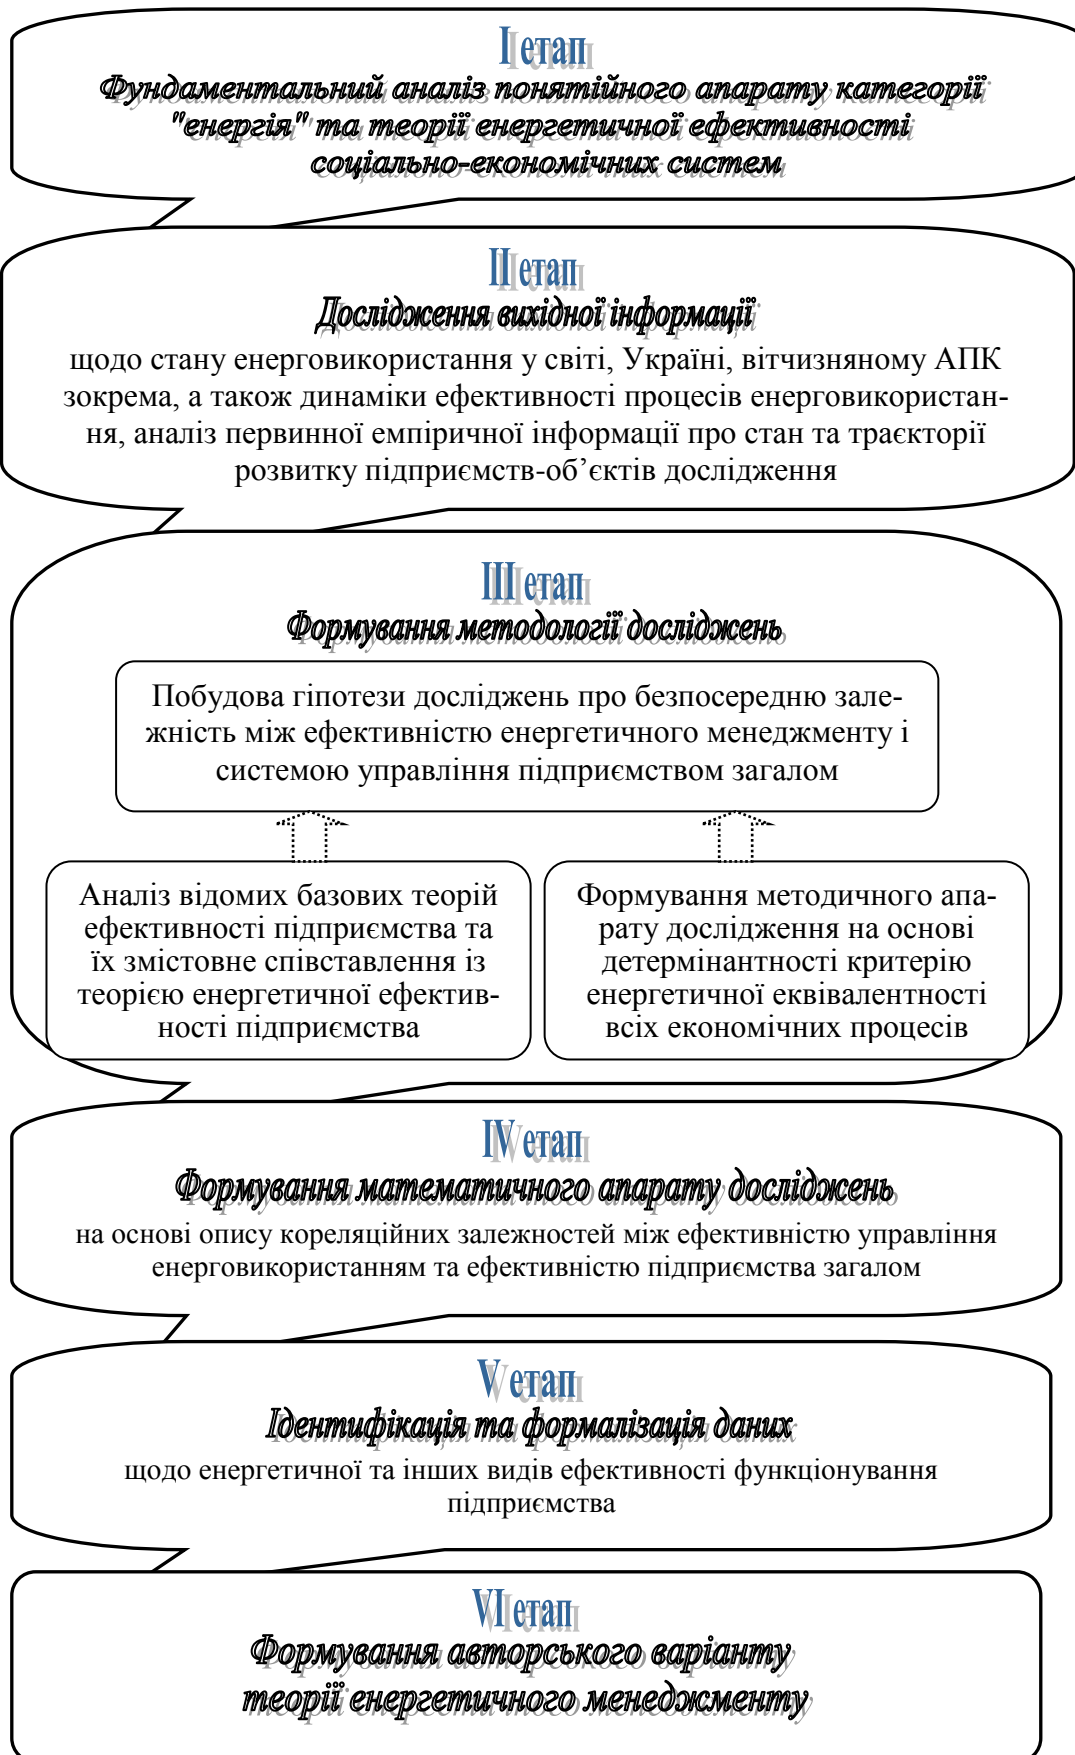 І етап
Фундаментальний аналіз понятійного апарату категорії
"енергія" та теорії енергетичної ефективності
соціально-економічних систем
ІІ етап
Дослідження вихідної інформації
щодо стану енерговикористання у світі, Україні, вітчизняному АПК
зокрема, а також динаміки ефективності процесів енерговикористан-
ня, аналіз первинної емпіричної інформації про стан та траєкторії
розвитку підприємств-об’єктів дослідження
ІІІ етап
Формування методології досліджень
Побудова гіпотези досліджень про безпосередню зале-
жність між ефективністю енергетичного менеджменту і
системою управління підприємством загалом
Аналіз відомих базових теорій
ефективності підприємства та
їх змістовне співставлення із
теорією енергетичної ефектив-
ності підприємства
Формування методичного апа-
рату дослідження на основі
детермінантності критерію
енергетичної еквівалентності
всіх економічних процесів
IV етап
Формування математичного апарату досліджень
на основі опису кореляційних залежностей між ефективністю управління
енерговикористанням та ефективністю підприємства загалом
V етап
Ідентифікація та формалізація даних
щодо енергетичної та інших видів ефективності функціонування
підприємства
VI етап
Формування авторського варіанту
теорії енергетичного менеджменту